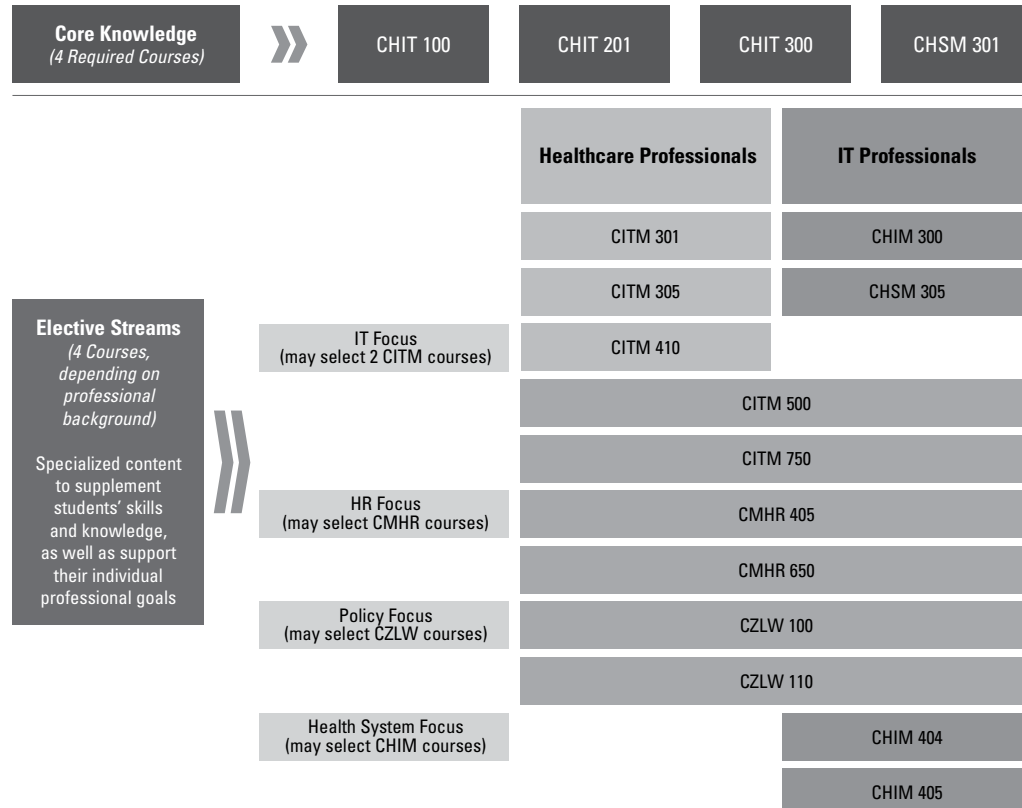 Core Knowledge
(4 Required Courses)
CHIT 100
CHIT 201
CHIT 300
CHSM 301
Healthcare Professionals
IT Professionals
CITM 301
CHIM 300
CITM 305
CHSM 305
Elective Streams
(4 Courses,
depending on
professional
background)
Specialized content
to supplement
students’ skills
and knowledge,
as well as support
their individual
professional goals
IT Focus
(may select 2 CITM courses)
CITM 410
CITM 500
CITM 750
HR Focus
(may select CMHR courses)
CMHR 405
CMHR 650
Policy Focus
(may select CZLW courses)
CZLW 100
CZLW 110
Health System Focus
(may select CHIM courses)
CHIM 404
CHIM 405